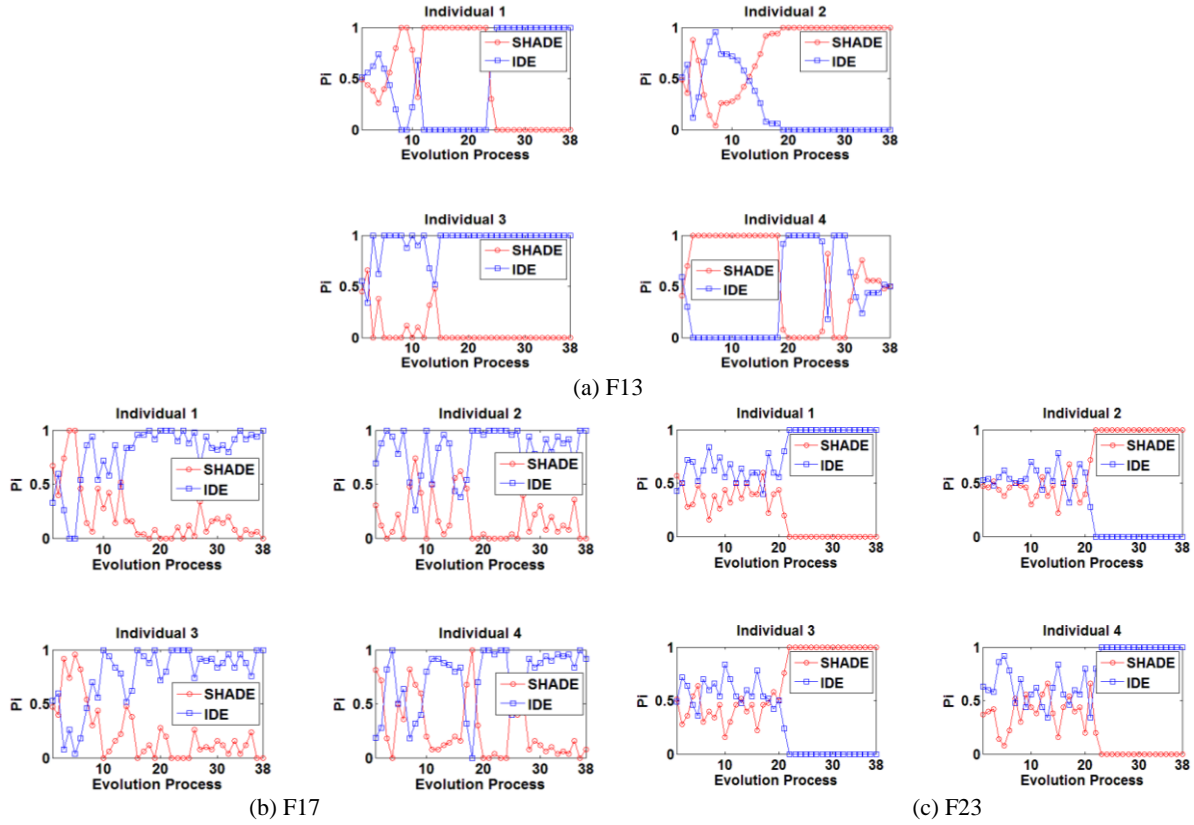 Individual 1
Individual 2
1
0.5
0
Pi
SHADE
IDE
10 20 30 38
Evolution Process
1
0.5
0
Pi
SHADE
IDE
10 20 30 38
Evolution Process
Individual 3
Individual 4
1
0.5
0
Pi
SHADE
IDE
10 20 30 38
Evolution Process
1
0.5
0
Pi
SHADE
IDE
10 20 30 38
Evolution Process
(a) F13
Individual 1
Individual 2
1
0.5
0
Pi
SHADE
IDE
10 20 30 38
Evolution Process
1
0.5
0
Pi
SHADE
IDE
10 20 30 38
Evolution Process
Individual 3
Individual 4
1
0.5
0
Pi
SHADE
IDE
10 20 30 38
Evolution Process
1
0.5
0
Pi
SHADE
IDE
10 20 30 38
Evolution Process
(b) F17
Individual 1
Individual 2
1
0.5
0
Pi
SHADE
IDE
10 20 30 38
Evolution Process
1
0.5
0
Pi
SHADE
IDE
10 20 30 38
Evolution Process
Individual 3
Individual 4
1
0.5
0
Pi
SHADE
IDE
10 20 30 38
Evolution Process
1
0.5
0
Pi
SHADE
IDE
10 20 30 38
Evolution Process
(c) F23